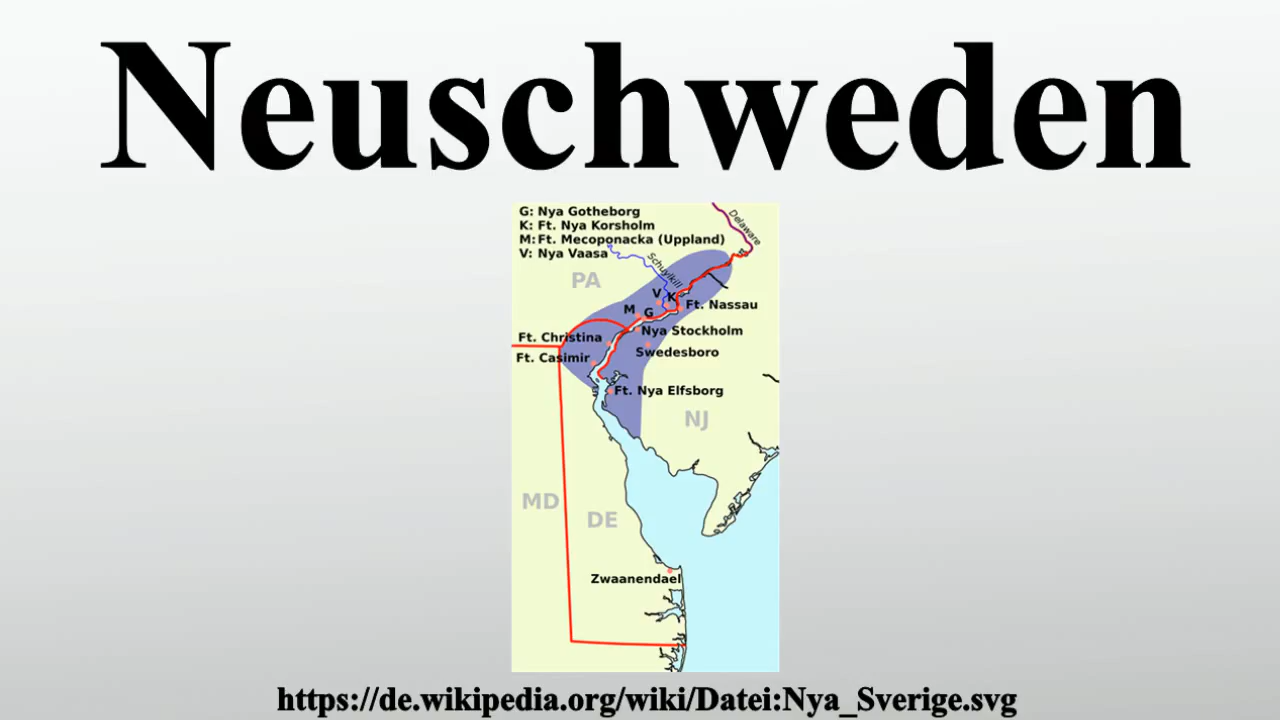 Neuschweden
G: Nya Gotheborg
K: Ft. Nya Korsholm
M: Ft. Mecoponacka (Uppland)
V: Nya Vaasa
Delaware
Schuylkill
PA
V
K
M
G
Ft. Nassau
Nya Stockholm
Ft. Christina
Swedesboro
Ft. Casimir
Ft. Nya Elfsborg
NJ
MD
DE
Zwaanendael
https://de.wikipedia.org/wiki/Datei:Nya_Sverige.svg